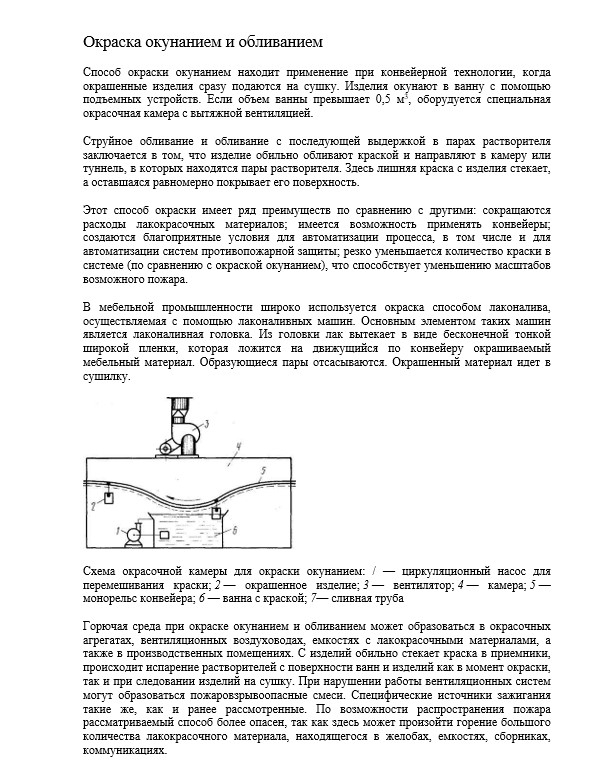 Окраска окунанием и обливанием
Способ окраски окунанием находит применение при конвейерной технологии, когда
окрашенные изделия сразу подаются на сушку. Изделия окунают в ванну с помощью
подъемных устройств. Если объем ванны превышает 0,5 м³, оборудуется специальная
окрасочная камера с вытяжной вентиляцией.
Струйное обливание и обливание с последующей выдержкой в парах растворителя
заключается в том, что изделие обильно обливают краской и направляют в камеру или
туннель, в которых находятся пары растворителя. Здесь лишняя краска с изделия стекает,
а оставшаяся равномерно покрывает его поверхность.
Этот способ окраски имеет ряд преимуществ по сравнению с другими: сокращаются
расходы лакокрасочных материалов; имеется возможность применять конвейеры;
создаются благоприятные условия для автоматизации процесса, в том числе и для
автоматизации систем противопожарной защиты; резко уменьшается количество краски в
системе (по сравнению с окраской окунанием), что способствует уменьшению масштабов
возможного пожара.
В мебельной промышленности широко используется окраска способом лаконалива,
осуществляемая с помощью лаконаливных машин. Основным элементом таких машин
является лаконаливная головка. Из головки лак вытекает в виде бесконечной тонкой
широкой пленки, которая ложится на движущийся по конвейеру окрашиваемый
мебельный материал. Образующиеся пары отсасываются. Окрашенный материал идет в
сушилку.
3
4
5
2
1
6
Схема окрасочной камеры для окраски окунанием: / — циркуляционный насос для
перемешивания краски; 2 — окрашенное изделие; 3 — вентилятор; 4 — камера; 5 —
монорельс конвейера; 6 — ванна с краской; 7— сливная труба
Горючая среда при окраске окунанием и обливанием может образоваться в окрасочных
агрегатах, вентиляционных воздуховодах, емкостях с лакокрасочными материалами, а
также в производственных помещениях. С изделий обильно стекает краска в приемники,
происходит испарение растворителей с поверхности ванн и изделий как в момент окраски,
так и при следовании изделий на сушку. При нарушении работы вентиляционных систем
могут образоваться пожаровзрывоопасные смеси. Специфические источники зажигания
такие же, как и ранее рассмотренные. По возможности распространения пожара
рассматриваемый способ более опасен, так как здесь может произойти горение большого
количества лакокрасочного материала, находящегося в желобах, емкостях, сборниках,
коммуникациях.